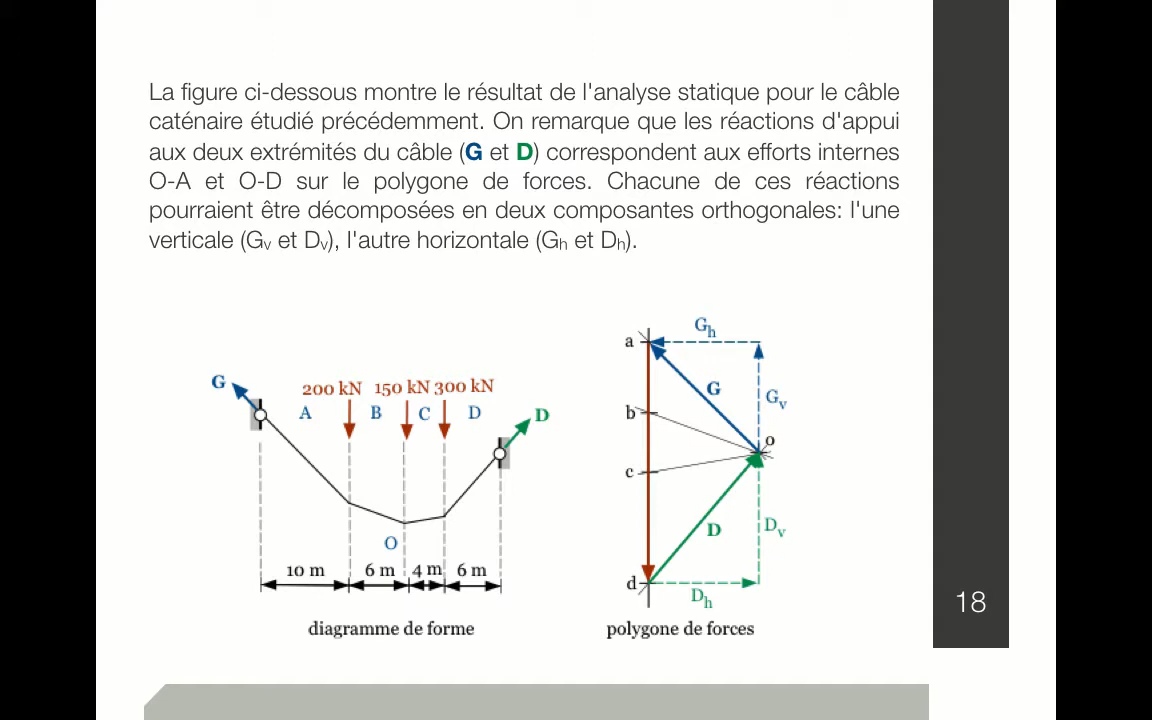 La figure ci-dessous montre le résultat de l'analyse statique pour le câble
caténaire étudié précédemment. On remarque que les réactions d'appui
aux deux extrémités du câble (G et D) correspondent aux efforts internes
O-A et O-D sur le polygone de forces. Chacune de ces réactions
pourraient être décomposées en deux composantes orthogonales: l'une
verticale (Gv et Dv), l'autre horizontale (Gh et Dh).
G
200 kN 150 kN 300 kN
A B C D
D
O
10 m 6 m 4 m 6 m
diagramme de forme
Gh
a
G
Gv
b
o
c
D
Dv
d
Dh
polygone de forces
18